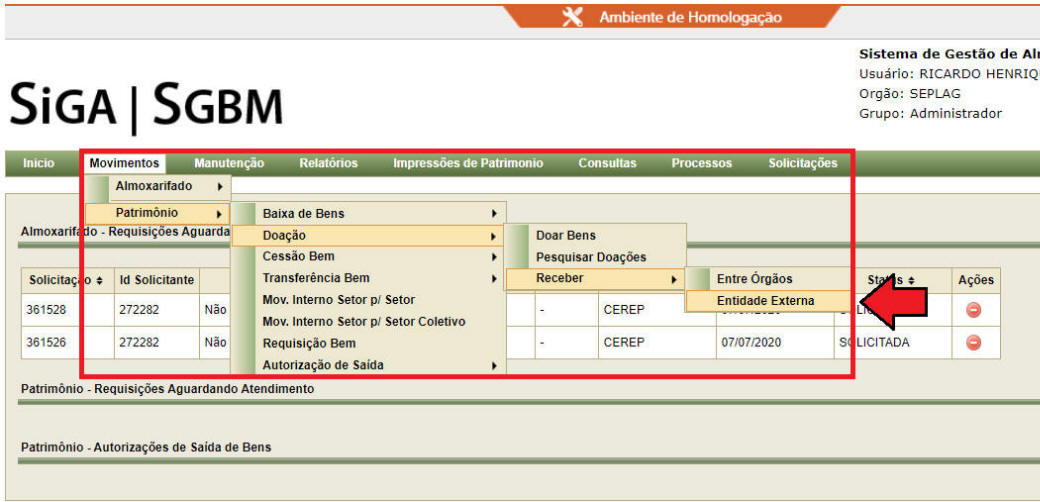 Ambiente de Homologação
Sistema de Gestão de Al
Usuário: RICARDO HENRIQ
Orgão: SEPLAG
Grupo: Administrador
SiGA | SGBM
Início Movimentos Manutenção Relatórios Impressões de Patrimonio Consultas Processos Solicitações
Almoxarifado
Patrimônio Baixa de Bens
Almoxarifado - Requisições Aguarda Doação Doar Bens
Cessão Bem Pesquisar Doações
Solicitação Id Solicitante Transferência Bem Receber Entre Órgãos Status Ações
Mov. Interno Setor p/ Setor Entidade Externa
361528 272282 Não - CEREP
Mov. Interno Setor p/ Setor Coletivo
361526 272282 Não Requisição Bem - CEREP 07/07/2020 SOLICITADA
Autorização de Saída
Patrimônio - Requisições Aguardando Atendimento
Patrimônio - Autorizações de Saída de Bens